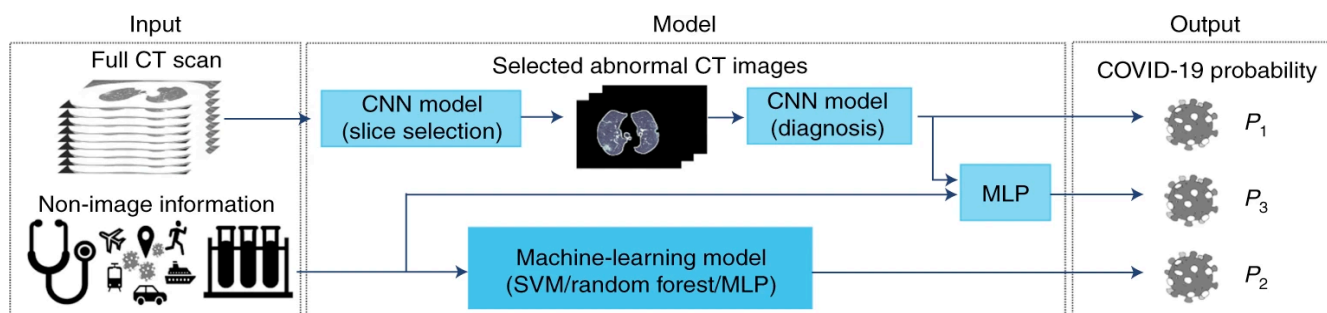 Input
Model
Output
Full CT scan
Selected abnormal CT images
COVID-19 probability
CNN model
(slice selection)
CNN model
(diagnosis)
P1
MLP
P3
Non-image information
Machine-learning model
(SVM/random forest/MLP)
P2